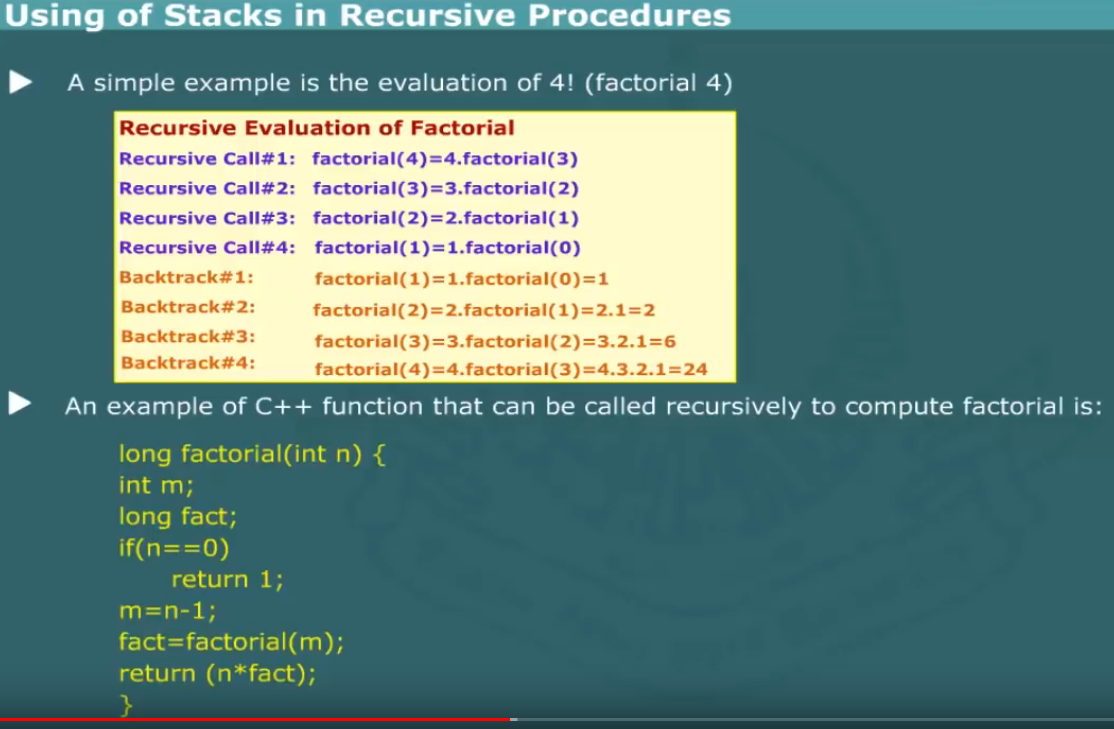 Using of Stacks in Recursive Procedures
A simple example is the evaluation of 4! (factorial 4)
Recursive Evaluation of Factorial
Recursive Call#1: factorial(4)=4.factorial(3)
Recursive Call#2: factorial(3)=3.factorial(2)
Recursive Call#3: factorial(2)=2.factorial(1)
Recursive Call#4: factorial(1)=1.factorial(0)
Backtrack#1: factorial(1)=1.factorial(0)=1
Backtrack#2: factorial(2)=2.factorial(1)=2.1=2
Backtrack#3: factorial(3)=3.factorial(2)=3.2.1=6
Backtrack#4: factorial(4)=4.factorial(3)=4.3.2.1=24
An example of C++ function that can be called recursively to compute factorial is:
long factorial(int n) {
int m;
long fact;
if(n==0)
return 1;
m=n-1;
fact=factorial(m);
return (n*fact);
}